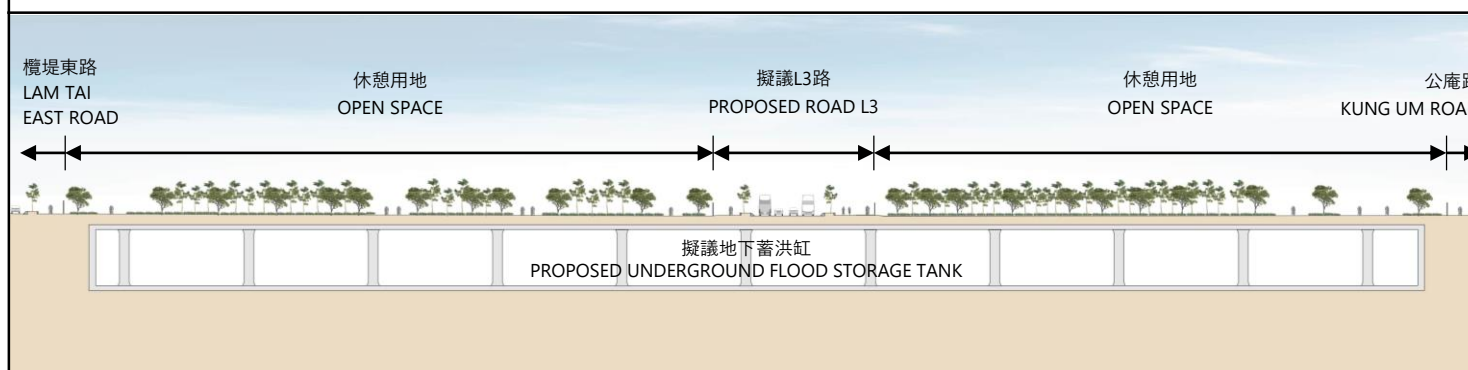 欖堤東路
LAM TAI
EAST ROAD
休憩用地
OPEN SPACE
擬議L3路
PROPOSED ROAD L3
休憩用地
OPEN SPACE
公庵
KUNG UM ROA
擬議地下蓄洪缸
PROPOSED UNDERGROUND FLOOD STORAGE TANK